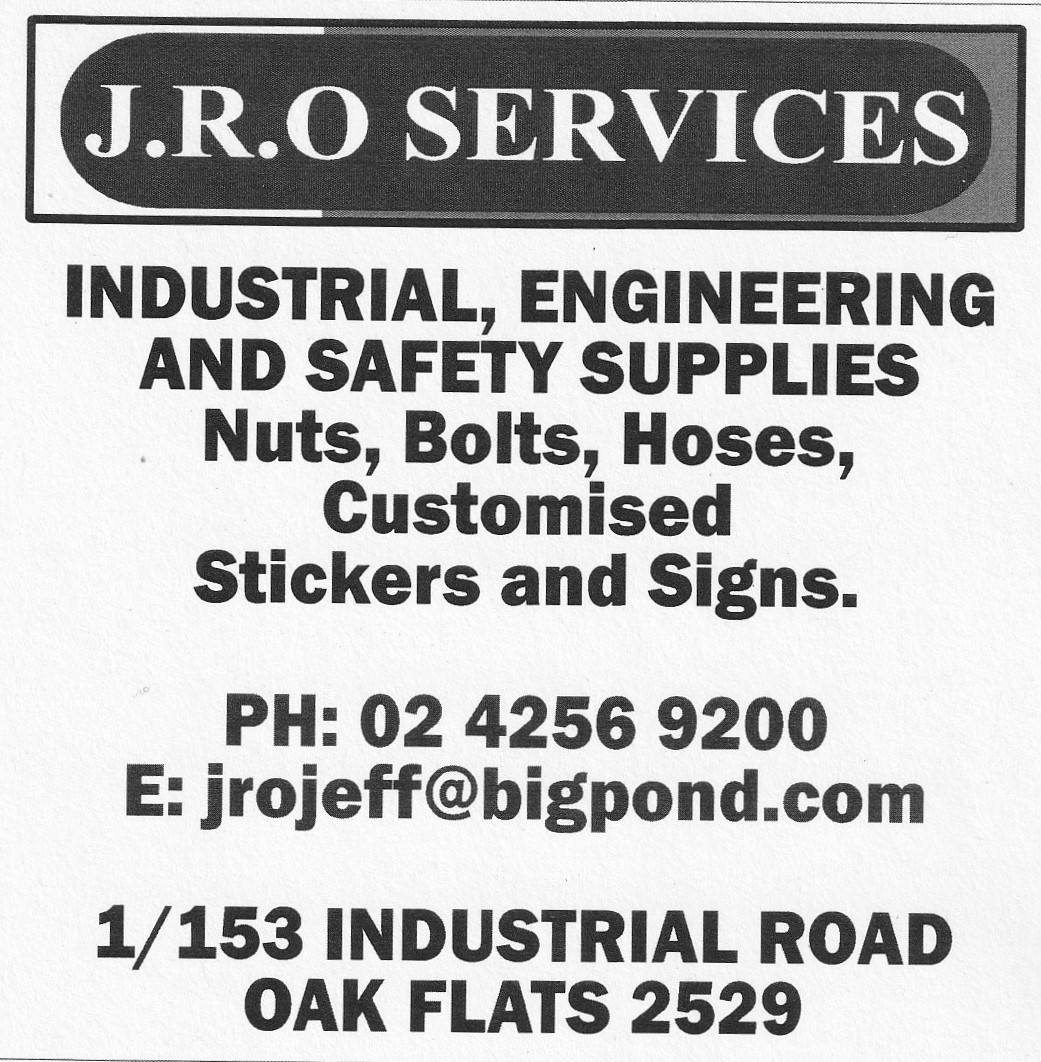 J.R.O SERVICES
INDUSTRIAL, ENGINEERING
AND SAFETY SUPPLIES
Nuts, Bolts, Hoses,
Customised
Stickers and Signs.
PH: 02 4256 9200
E: jrojeff@bigpond.com
1/153 INDUSTRIAL ROAD
OAK FLATS 2529